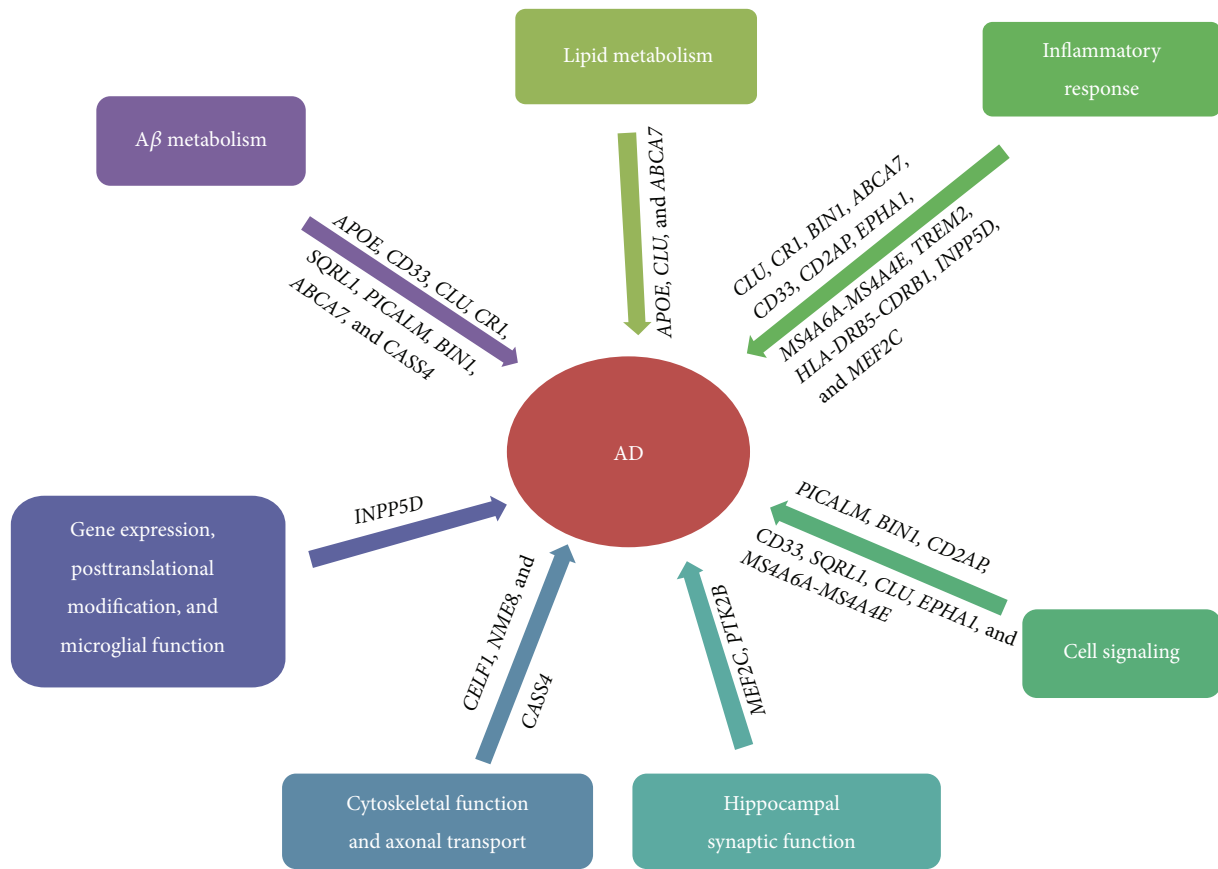 Lipid metabolism
Inflammatory
response
Aβ metabolism
APOE, CD33, CLU, CR1,
SQRL1, PICALM, BIN1,
ABCA7, and CASS4
APOE, CLU, and ABCA7
CLU, CR1, BIN1, ABCA7,
CD33, CD2AP, EPHA1,
MS4A6A-MS4A4E, TREM2,
HLA-DRB5-CDRB1, INPP5D,
and MEF2C
AD
Gene expression,
posttranslational
modification, and
microglial function
INPP5D
PICALM, BIN1, CD2AP,
CD33, SQRL1, CLU, EPHA1, and
MS4A6A-MS4A4E
Cell signaling
CELF1, NME8, and
CASS4
MEF2C, PTK2B
Cytoskeletal function
and axonal transport
Hippocampal
synaptic function